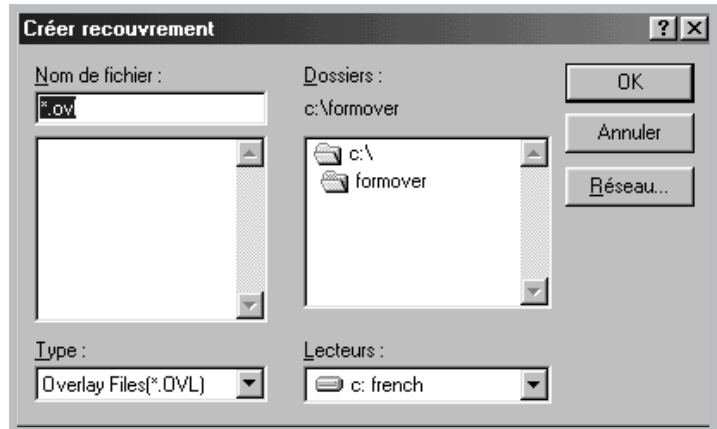 Créer recouvrement
Nom de fichier :
*.ovl
Dossiers :
c:\formover
c:\
formover
OK
Annuler
Réseau...
Type :
Overlay Files(*.OVL)
Lecteurs :
c: french